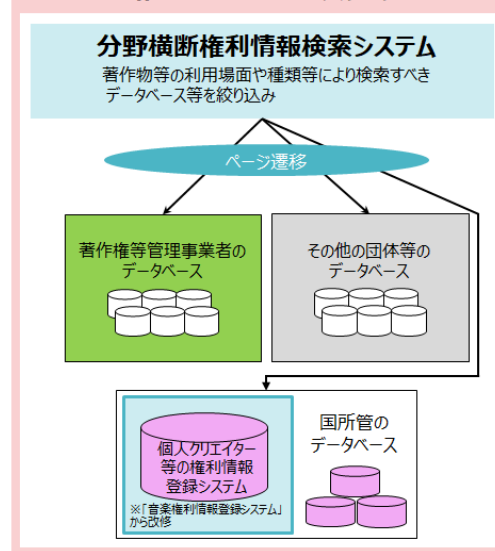 分野横断権利情報検索システム
著作物等の利用場面や種類等により検索すべき
データベース等を絞り込み
ページ遷移
著作権等管理事業者の
データベース
その他の団体等の
データベース
個人クリエイター
等の権利情報
登録システム
※「音楽権利情報登録システム」
から改修
国所管の
データベース